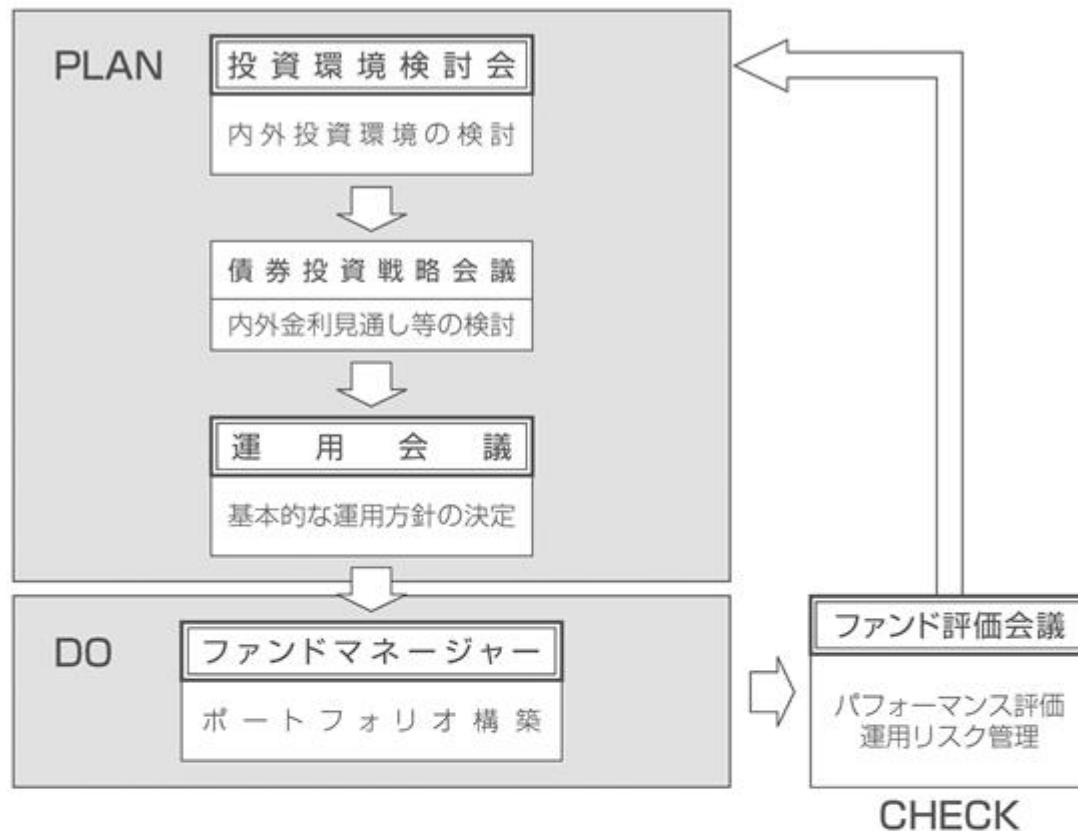 PLAN
投資環境検討会
内外投資環境の検討
債券投資戦略会議
内外金利見通し等の検討
運用会議
基本的な運用方針の決定
DO
ファンドマネージャー
ポートフォリオ構築
ファンド評価会議
パフォーマンス評価
運用リスク管理
CHECK